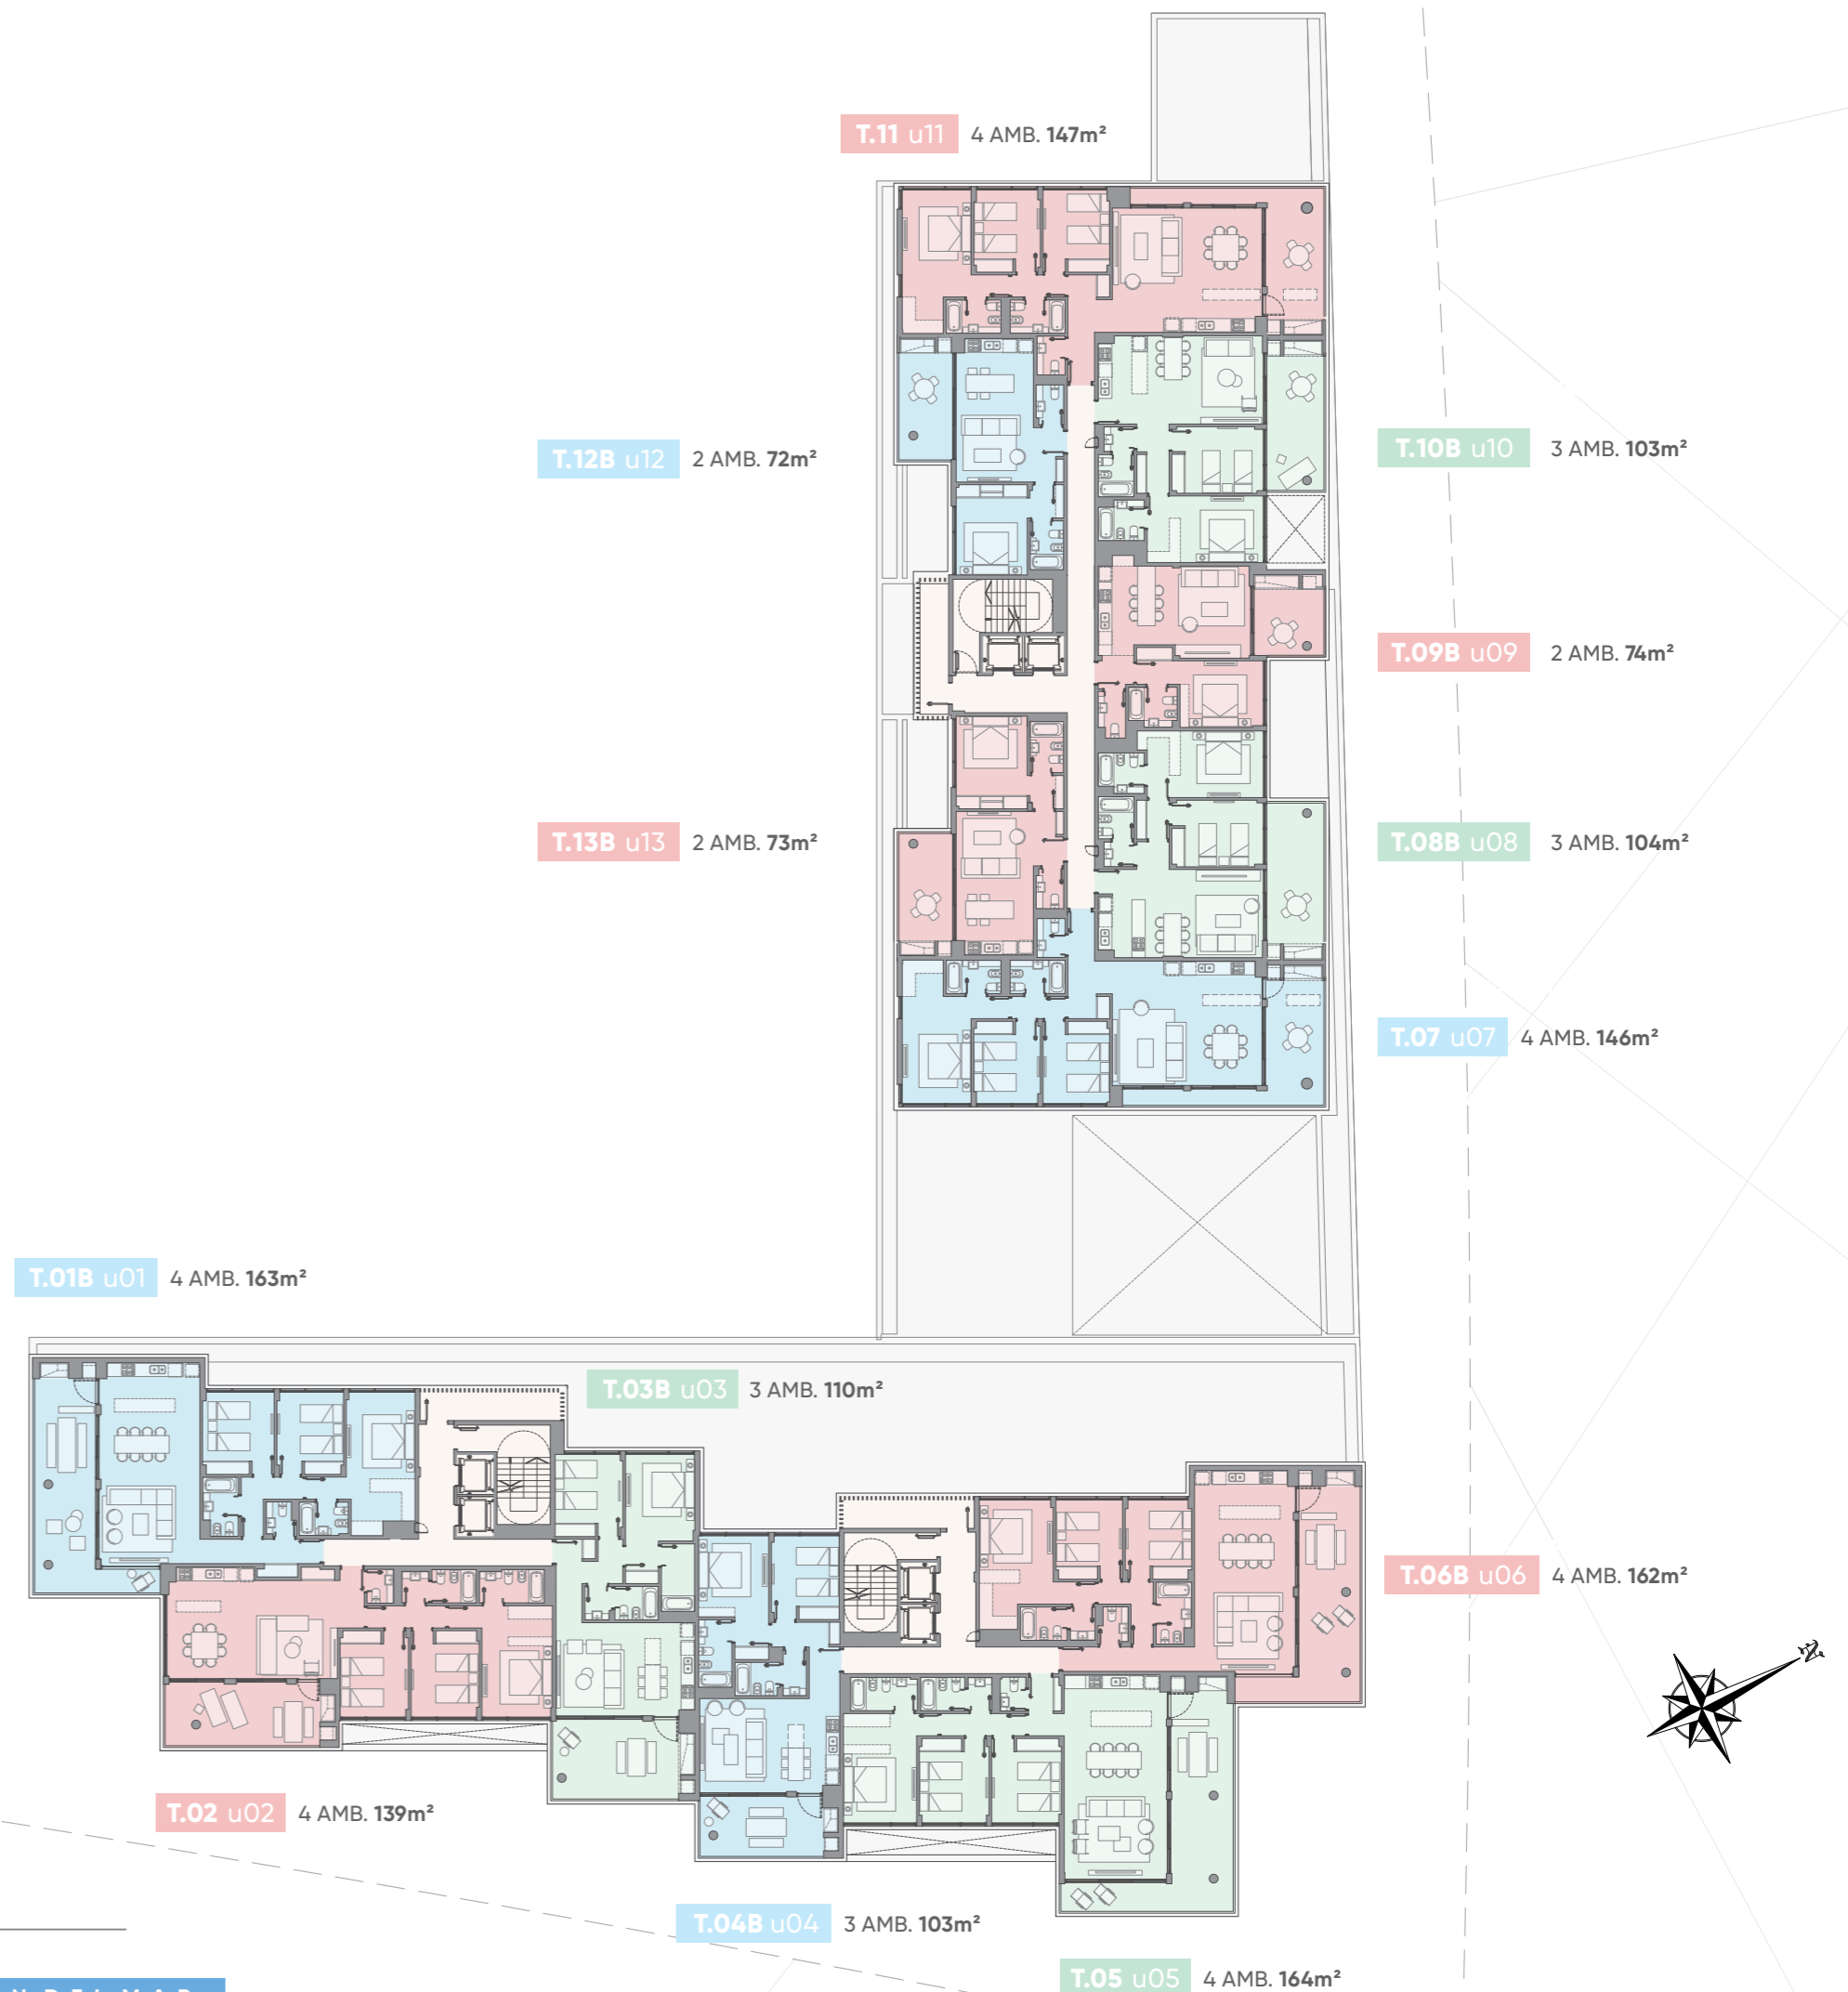 T.11 u11 4 AMB. 147m²
T.12B u12 2 AMB. 72m²
T.10B u10 3 AMB. 103m²
T.09B u09 2 AMB. 74m²
T.13B u13 2 AMB. 73m²
T.08B u08 3 AMB. 104m²
T.07 u07 4 AMB. 146m²
T.01B u01 4 AMB. 163m²
T.03B u03 3 AMB. 110m²
T.06B u06 4 AMB. 162m²
T.02 u02 4 AMB. 139m²
T.04B u04 3 AMB. 103m²
T.05 u05 4 AMB. 164m²